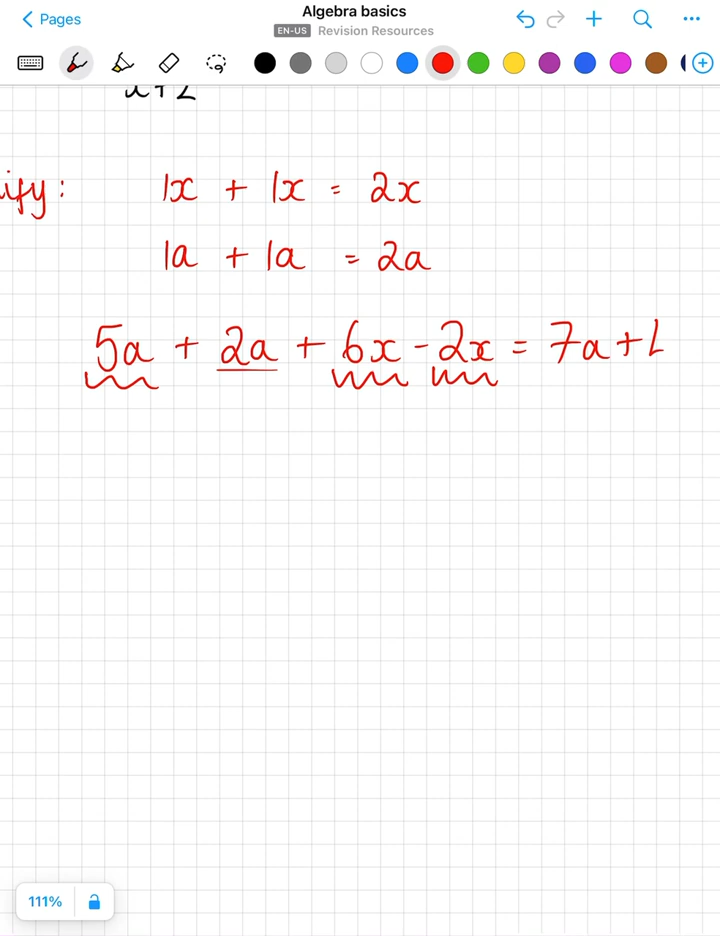 Pages
Algebra basics
EN-US Revision Resources
ify:
1x + 1x = 2x
1a + 1a = 2a
5a + 2a + 6x - 2x = 7a +
111%